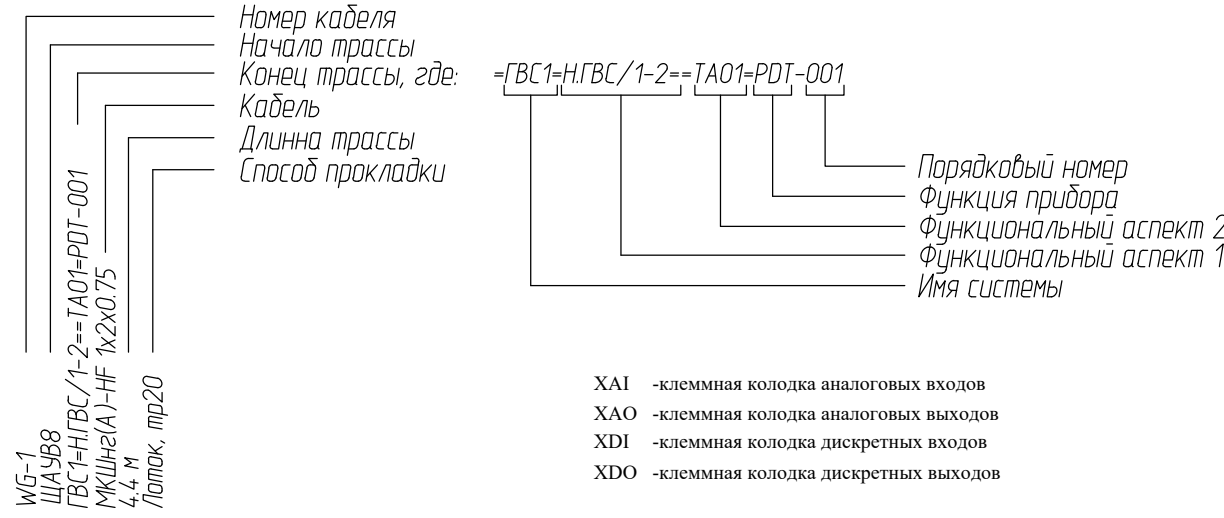 Номер кабеля
Начало трассы
Конец трассы, где:
Кабель
Длинна трассы
Способ прокладки
=ГВС1=Н.ГВС/1-2==ТА01=PDT-001
Порядковый номер
Функция прибора
Функциональный аспект 2
Функциональный аспект 1
Имя системы
WG-1
ЩАУВ8
ГВС1=Н.ГВС/1-2==ТА01=PDT-001
МКШнг(А)-HF 1х2х0.75
4.4 м
Лоток, тр20
XAI -клеммная колодка аналоговых входов
XAO -клеммная колодка аналоговых выходов
XDI -клеммная колодка дискретных входов
XDO -клеммная колодка дискретных выходов